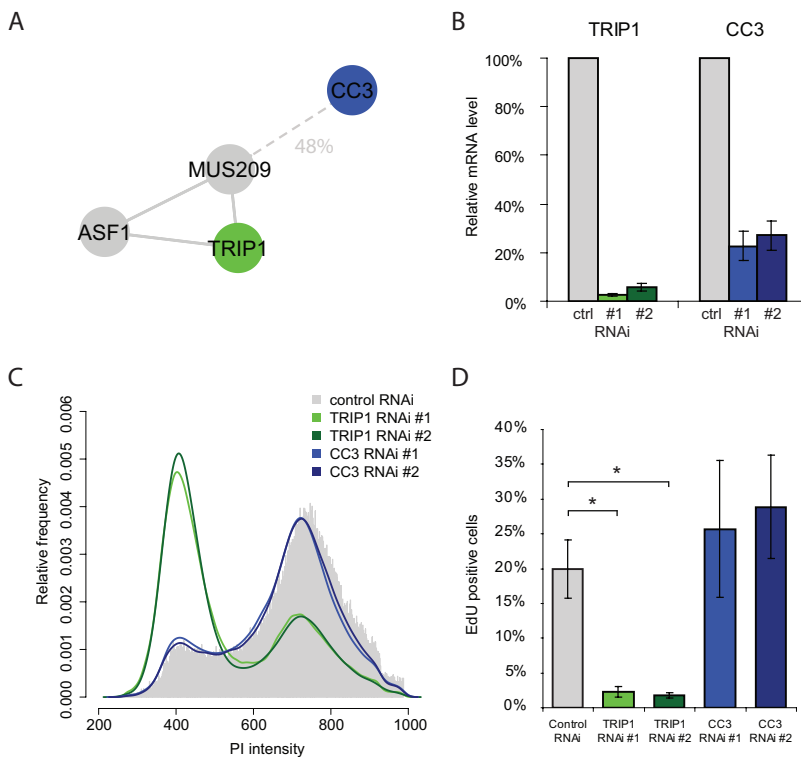 A
CC3
48%
MUS209
ASF1
TRIP1
B
TRIP1
CC3
Relative mRNA level
100%
80%
60%
40%
20%
0%
ctrl #1 #2
RNAi
ctrl #1 #2
RNAi
C
control RNAi
TRIP1 RNAi #1
TRIP1 RNAi #2
CC3 RNAi #1
CC3 RNAi #2
Relative frequency
0.006
0.005
0.004
0.003
0.002
0.001
0.000
200 400 600 800 1000
PI intensity
D
EdU positive cells
40%
35%
30%
25%
20%
15%
10%
5%
0%
*
*
Control
RNAi
TRIP1
RNAi #1
TRIP1
RNAi #2
CC3
RNAi #1
CC3
RNAi #2